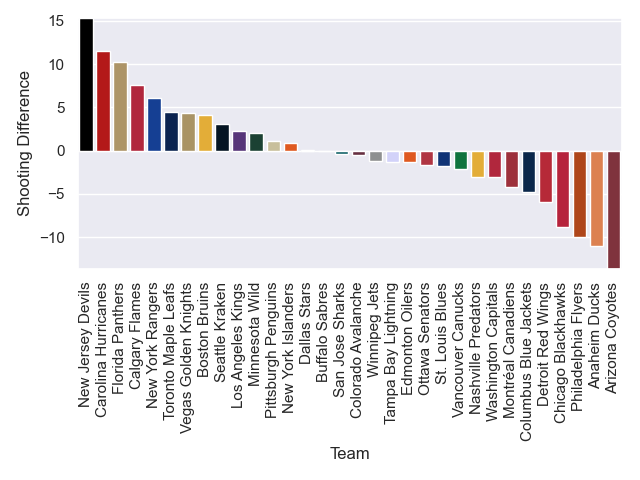 15
10
5
0
−5
−10
Shooting Difference
New Jersey Devils
Carolina Hurricanes
Florida Panthers
Calgary Flames
New York Rangers
Toronto Maple Leafs
Vegas Golden Knights
Boston Bruins
Seattle Kraken
Los Angeles Kings
Minnesota Wild
Pittsburgh Penguins
New York Islanders
Dallas Stars
Buffalo Sabres
San Jose Sharks
Colorado Avalanche
Winnipeg Jets
Tampa Bay Lightning
Edmonton Oilers
Ottawa Senators
St. Louis Blues
Vancouver Canucks
Nashville Predators
Washington Capitals
Montréal Canadiens
Columbus Blue Jackets
Detroit Red Wings
Chicago Blackhawks
Philadelphia Flyers
Anaheim Ducks
Arizona Coyotes
Team